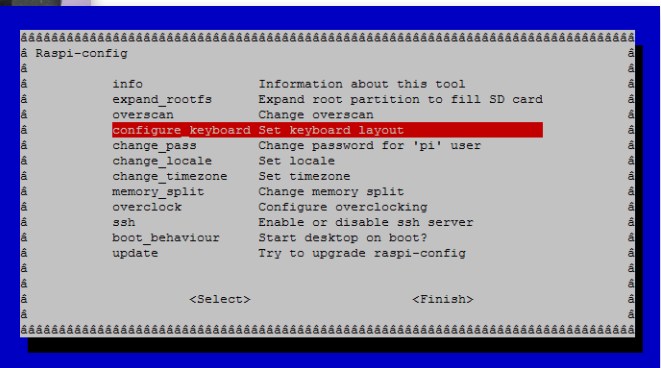 Raspi-config
info Information about this tool
expand_rootfs Expand root partition to fill SD card
overscan Change overscan
configure_keyboard Set keyboard layout
change_pass Change password for 'pi' user
change_locale Set locale
change_timezone Set timezone
memory_split Change memory split
overclock Configure overclocking
ssh Enable or disable ssh server
boot_behaviour Start desktop on boot?
update Try to upgrade raspi-config
<Select> <Finish>